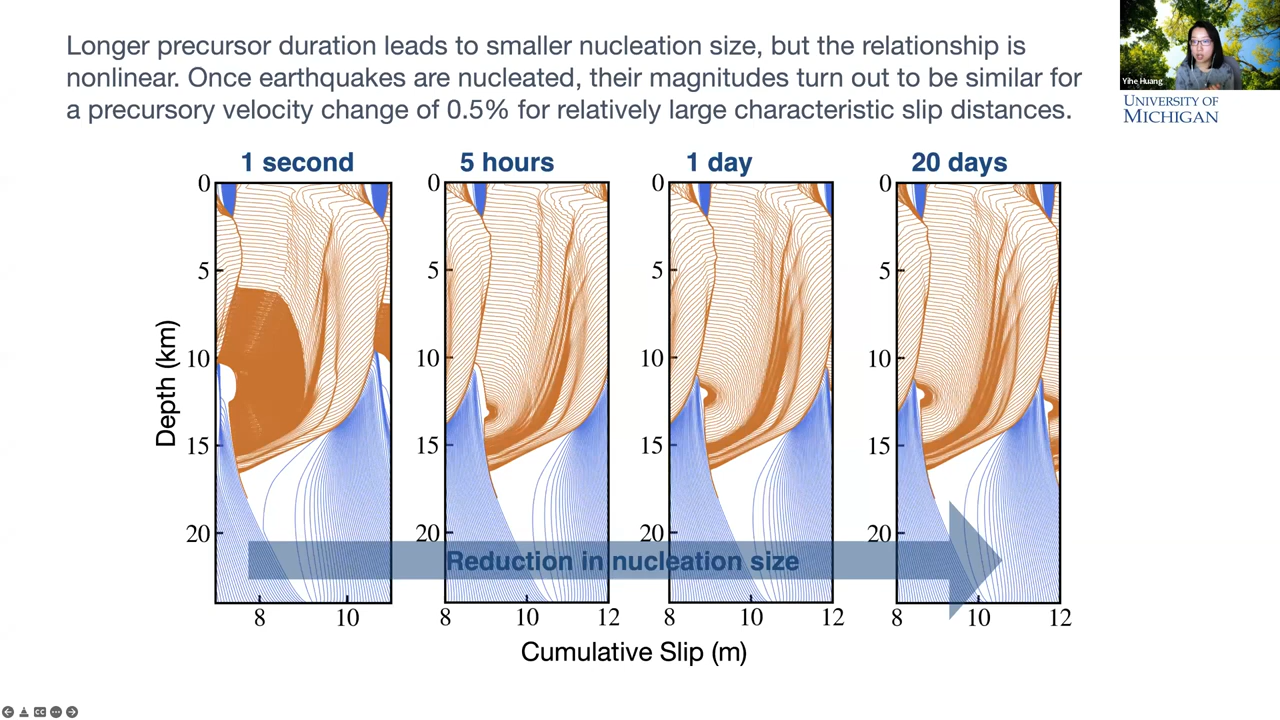 Longer precursor duration leads to smaller nucleation size, but the relationship is
nonlinear. Once earthquakes are nucleated, their magnitudes turn out to be similar for
a precursory velocity change of 0.5% for relatively large characteristic slip distances.
Yihe Huang
UNIVERSITY OF
MICHIGAN
1 second
5 hours
1 day
20 days
0
5
10
15
20
8
10
0
5
10
15
20
8
10
12
0
5
10
15
20
8
10
12
0
5
10
15
20
8
10
12
Depth (km)
Reduction in nucleation size
Cumulative Slip (m)
CC